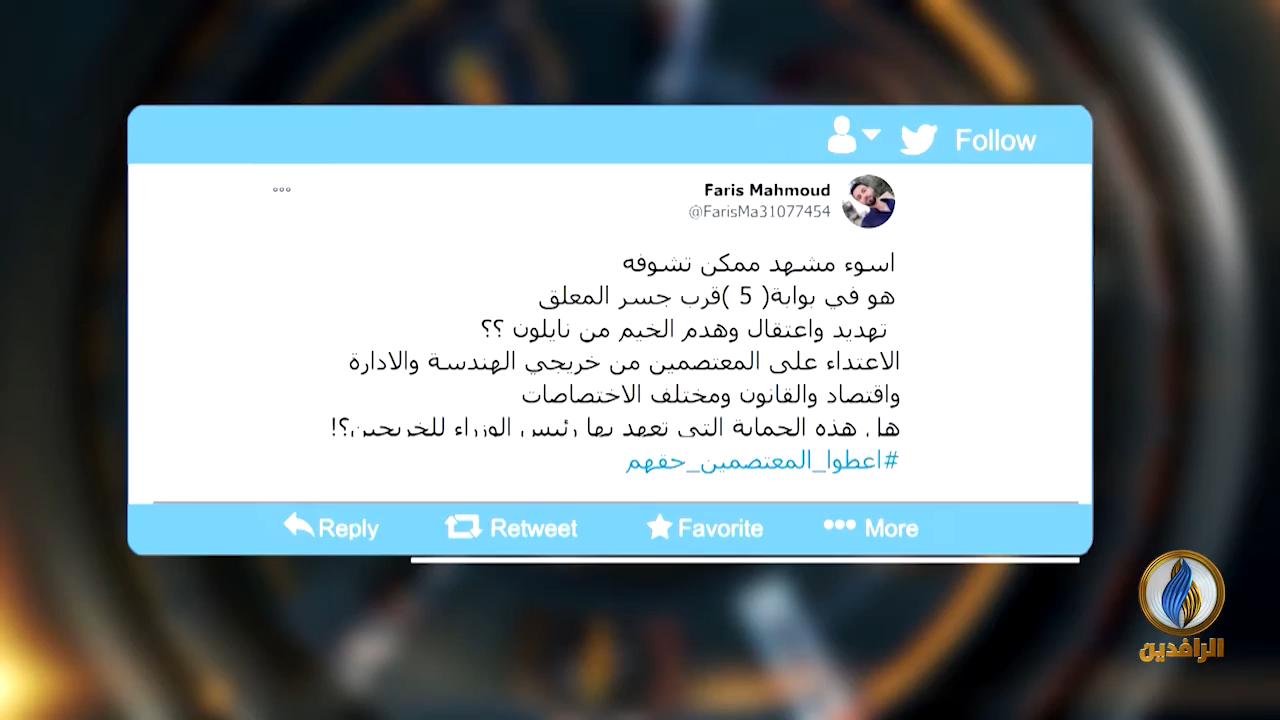 Follow
Faris Mahmoud
@FarisMa31077454
اسوء مشهد ممكن تشوفه
هو في بوابة( 5 )قرب جسر المعلق
تهديد واعتقال وهدم الخيم من نايلون ؟؟
الاعتداء على المعتصمين من خريجي الهندسة والادارة
واقتصاد والقانون ومختلف الاختصاصات
هل هذه الحماية التي تعهد بها رئيس الوزراء للخريجين؟!
#اعطوا_المعتصمين_حقهم
Reply Retweet Favorite More
الرافدين